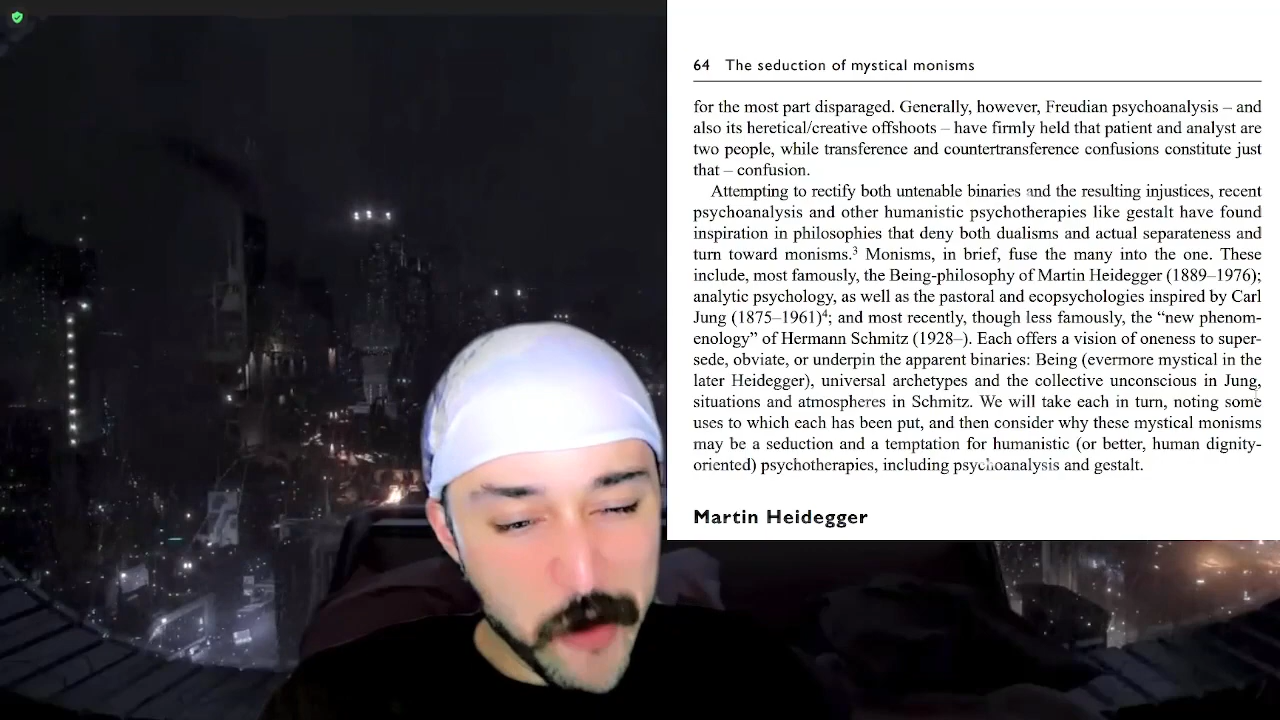 64 The seduction of mystical monisms
for the most part disparaged. Generally, however, Freudian psychoanalysis – and
also its heretical/creative offshoots – have firmly held that patient and analyst are
two people, while transference and countertransference confusions constitute just
that – confusion.
Attempting to rectify both untenable binaries and the resulting injustices, recent
psychoanalysis and other humanistic psychotherapies like gestalt have found
inspiration in philosophies that deny both dualisms and actual separateness and
turn toward monisms.³ Monisms, in brief, fuse the many into the one. These
include, most famously, the Being-philosophy of Martin Heidegger (1889–1976);
analytic psychology, as well as the pastoral and ecopsychologies inspired by Carl
Jung (1875–1961)⁴; and most recently, though less famously, the “new phenom-
enology” of Hermann Schmitz (1928–). Each offers a vision of oneness to super-
sede, obviate, or underpin the apparent binaries: Being (evermore mystical in the
later Heidegger), universal archetypes and the collective unconscious in Jung,
situations and atmospheres in Schmitz. We will take each in turn, noting some
uses to which each has been put, and then consider why these mystical monisms
may be a seduction and a temptation for humanistic (or better, human dignity-
oriented) psychotherapies, including psychoanalysis and gestalt.
Martin Heidegger